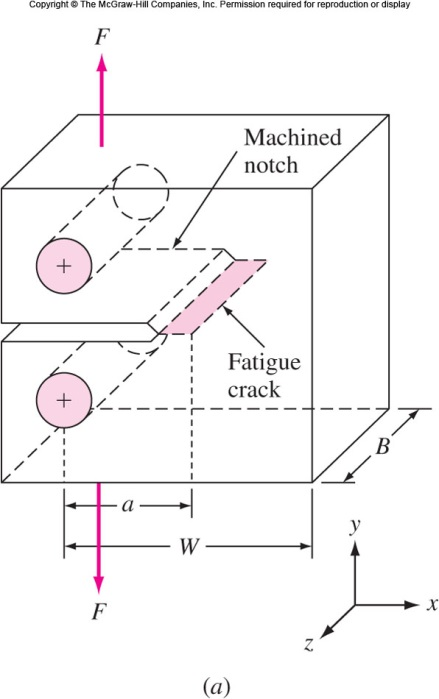 Copyright © The McGraw-Hill Companies, Inc. Permission required for reproduction or display
F
Machined
notch
+
Fatigue
crack
+
B
a
W
F
y
x
z
(a)